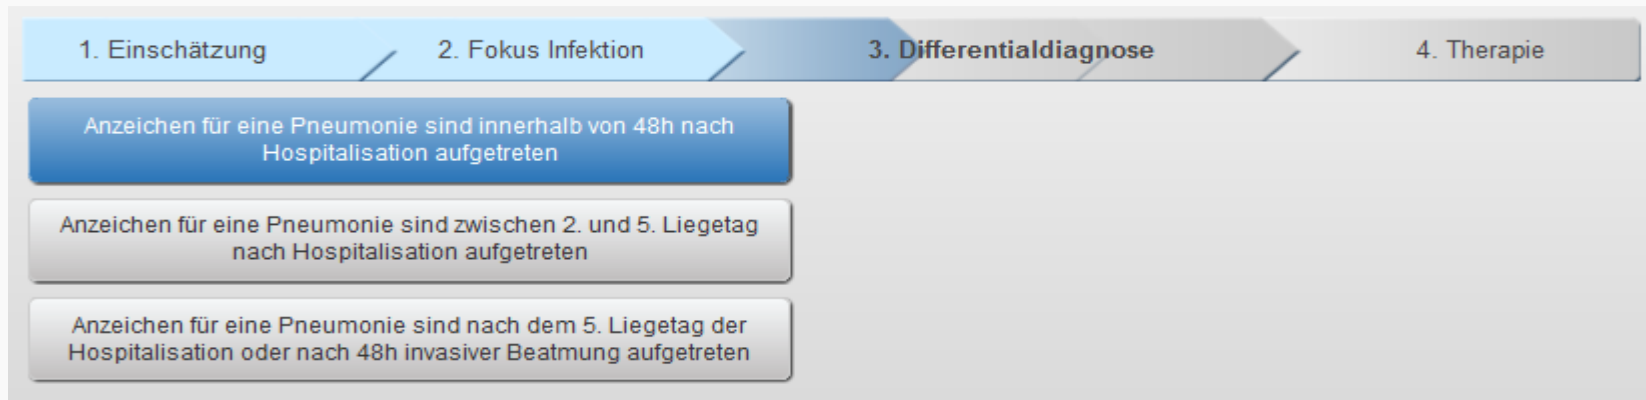 1. Einschätzung
2. Fokus Infektion
3. Differentialdiagnose
4. Therapie
Anzeichen für eine Pneumonie sind innerhalb von 48h nach
Hospitalisation aufgetreten
Anzeichen für eine Pneumonie sind zwischen 2. und 5. Liegetag
nach Hospitalisation aufgetreten
Anzeichen für eine Pneumonie sind nach dem 5. Liegetag der
Hospitalisation oder nach 48h invasiver Beatmung aufgetreten